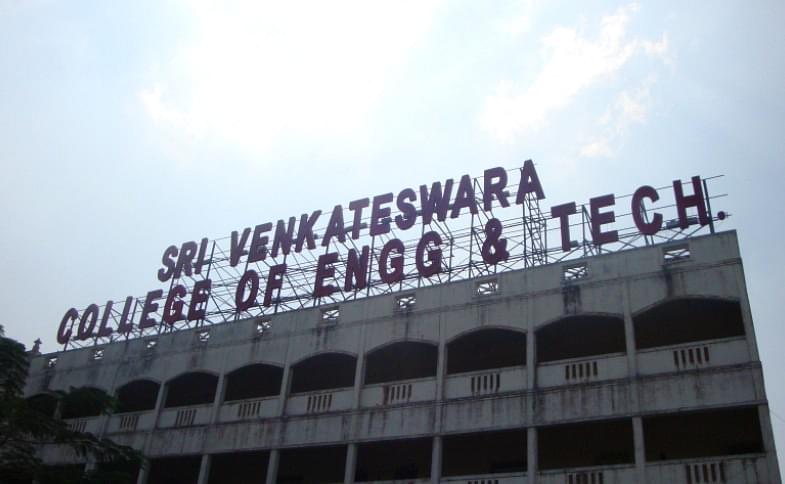 SRI VENKATESWARA
COLLEGE OF ENGG & TECH.